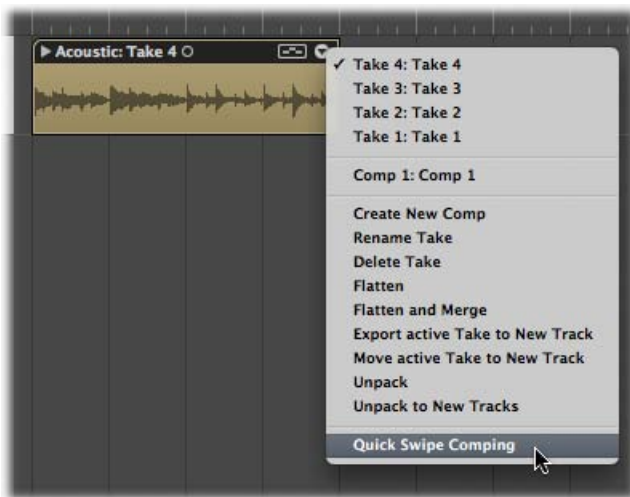 Acoustic: Take 4
Take 4: Take 4
Take 3: Take 3
Take 2: Take 2
Take 1: Take 1
Comp 1: Comp 1
Create New Comp
Rename Take
Delete Take
Flatten
Flatten and Merge
Export active Take to New Track
Move active Take to New Track
Unpack
Unpack to New Tracks
Quick Swipe Comping